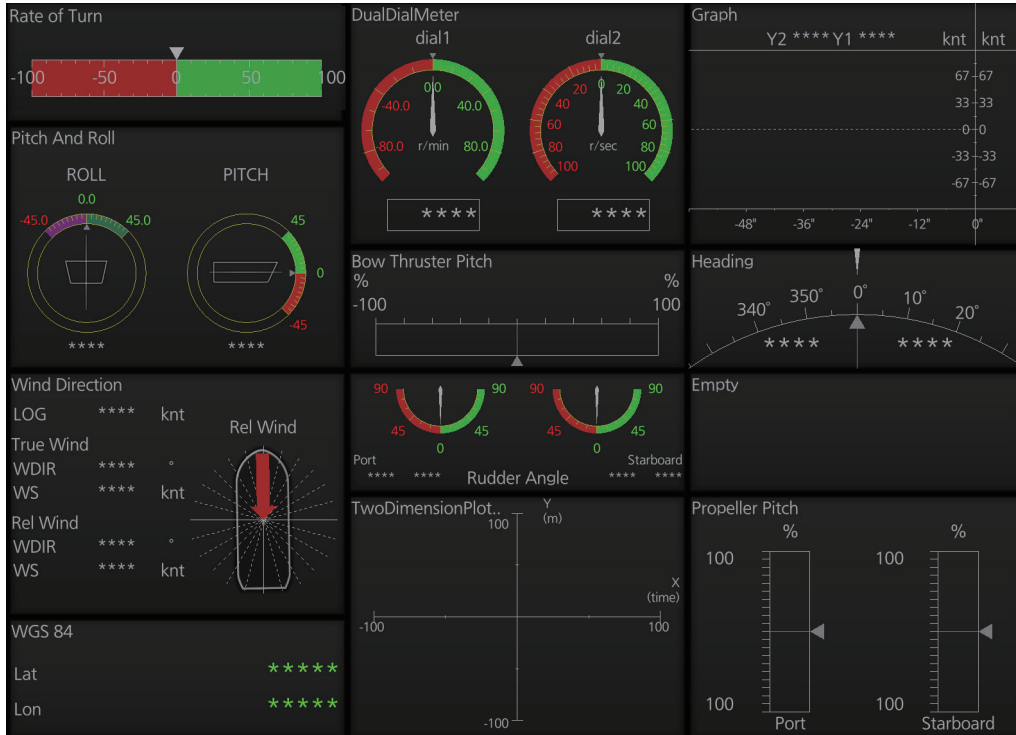 Rate of Turn
-100 -50 0 50 100
Pitch And Roll
ROLL PITCH
0.0
-45.0 45.0
45
0
-45
**** ****
Wind Direction
LOG **** knt
Rel Wind
True Wind
WDIR **** °
WS **** knt
Rel Wind
WDIR **** °
WS **** knt
WGS 84
Lat *****
Lon *****
DualDialMeter
dial1 dial2
0.0
-40.0 40.0
-80.0 80.0
r/min
0
20 20
40 40
60 60
80 80
100 100
r/sec
**** ****
Bow Thruster Pitch
% %
-100 100
90 90 90 90
45 45 45 45
0 0
Port Starboard
**** **** **** ****
Rudder Angle
TwoDimensionPlot..
Y
(m)
100
X
(time)
-100 100
-100
Graph
Y2 **** Y1 **** knt knt
67 67
33 33
0 0
-33 -33
-67 -67
-48" -36" -24" -12" 0"
Heading
340° 350° 0° 10° 20°
**** ****
Empty
Propeller Pitch
% %
100 100
100 100
Port Starboard